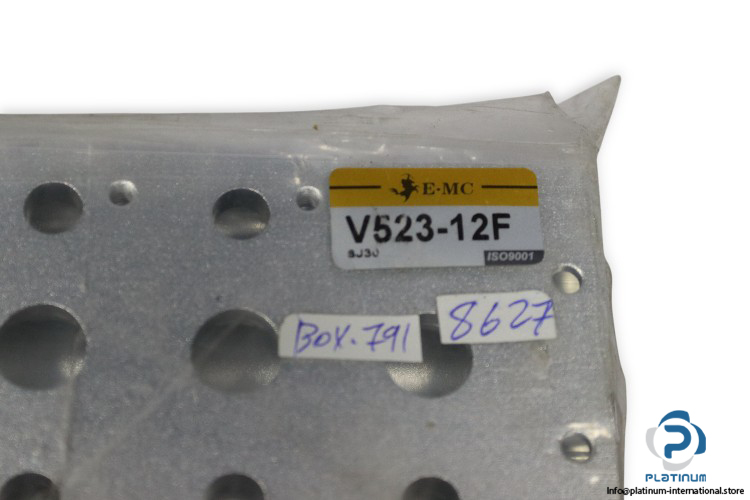 E·MC
V523-12F
SJ30
ISO9001
BOX.791
8627
PLATINUM
Info@platinum-international.store